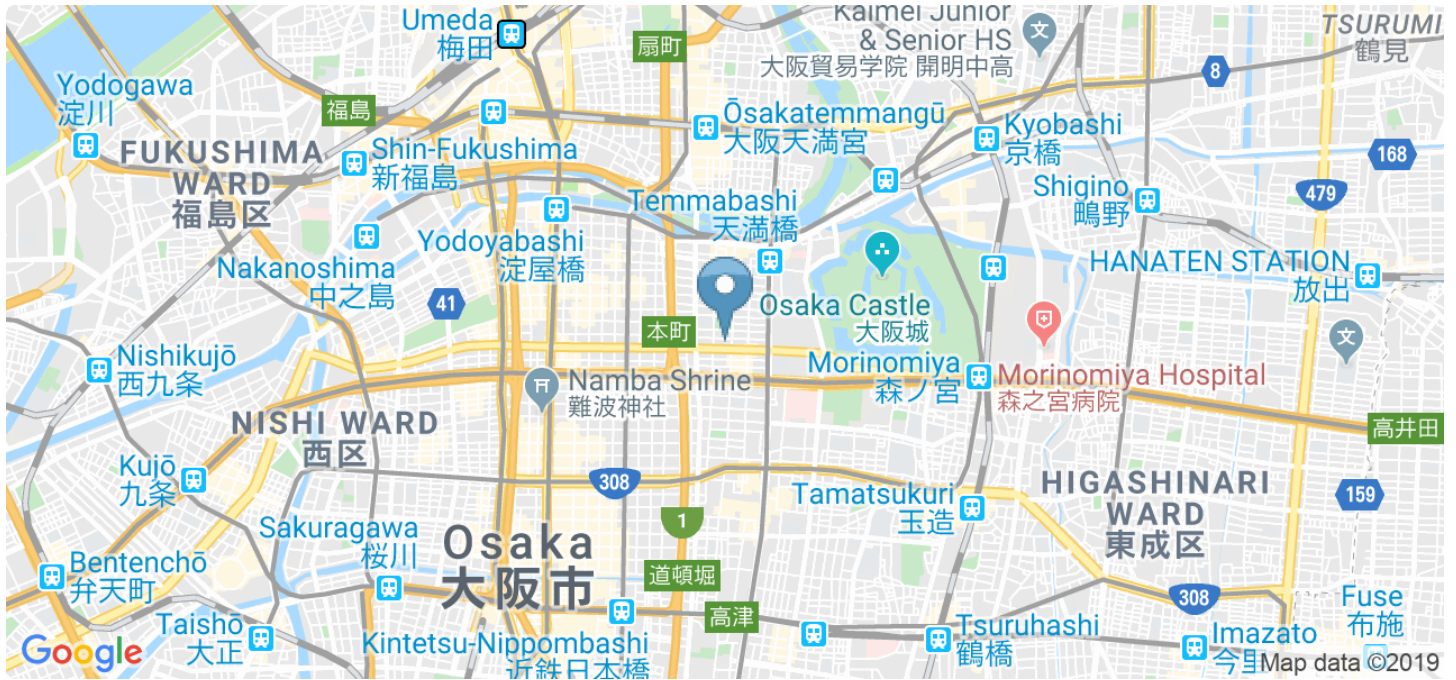 Umeda
梅田
扇町
Kaimei Junior
& Senior HS
大阪貿易学院 開明中高
TSURUMI
鶴見
Yodogawa
淀川
福島
8
Ōsakatemmangū
大阪天満宮
Kyobashi
京橋
FUKUSHIMA
WARD
福島区
Shin-Fukushima
新福島
168
Shigino
鴫野
479
Temmabashi
天満橋
Yodoyabashi
淀屋橋
Nakanoshima
中之島
41
HANATEN STATION
放出
Osaka Castle
大阪城
本町
Nishikujō
西九条
Namba Shrine
難波神社
Morinomiya
森ノ宮
Morinomiya Hospital
森之宮病院
NISHI WARD
西区
高井田
Kujō
九条
308
Tamatsukuri
玉造
HIGASHINARI
WARD
東成区
159
1
Sakuragawa
桜川
Osaka
大阪市
Bentenchō
弁天町
道頓堀
高津
308
Fuse
布施
Taishō
大正
Kintetsu-Nippombashi
近鉄日本橋
Tsuruhashi
鶴橋
Imazato
今里
Google
Map data ©2019